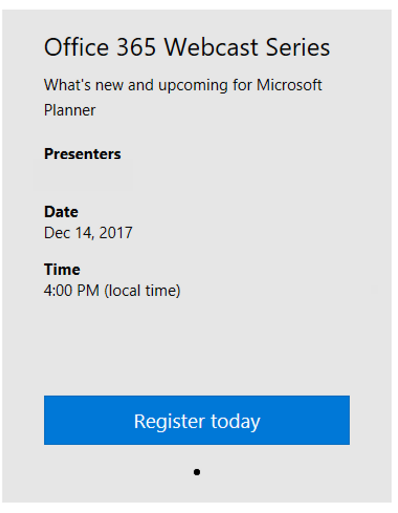 Office 365 Webcast Series
What's new and upcoming for Microsoft
Planner
Presenters
Date
Dec 14, 2017
Time
4:00 PM (local time)
Register today